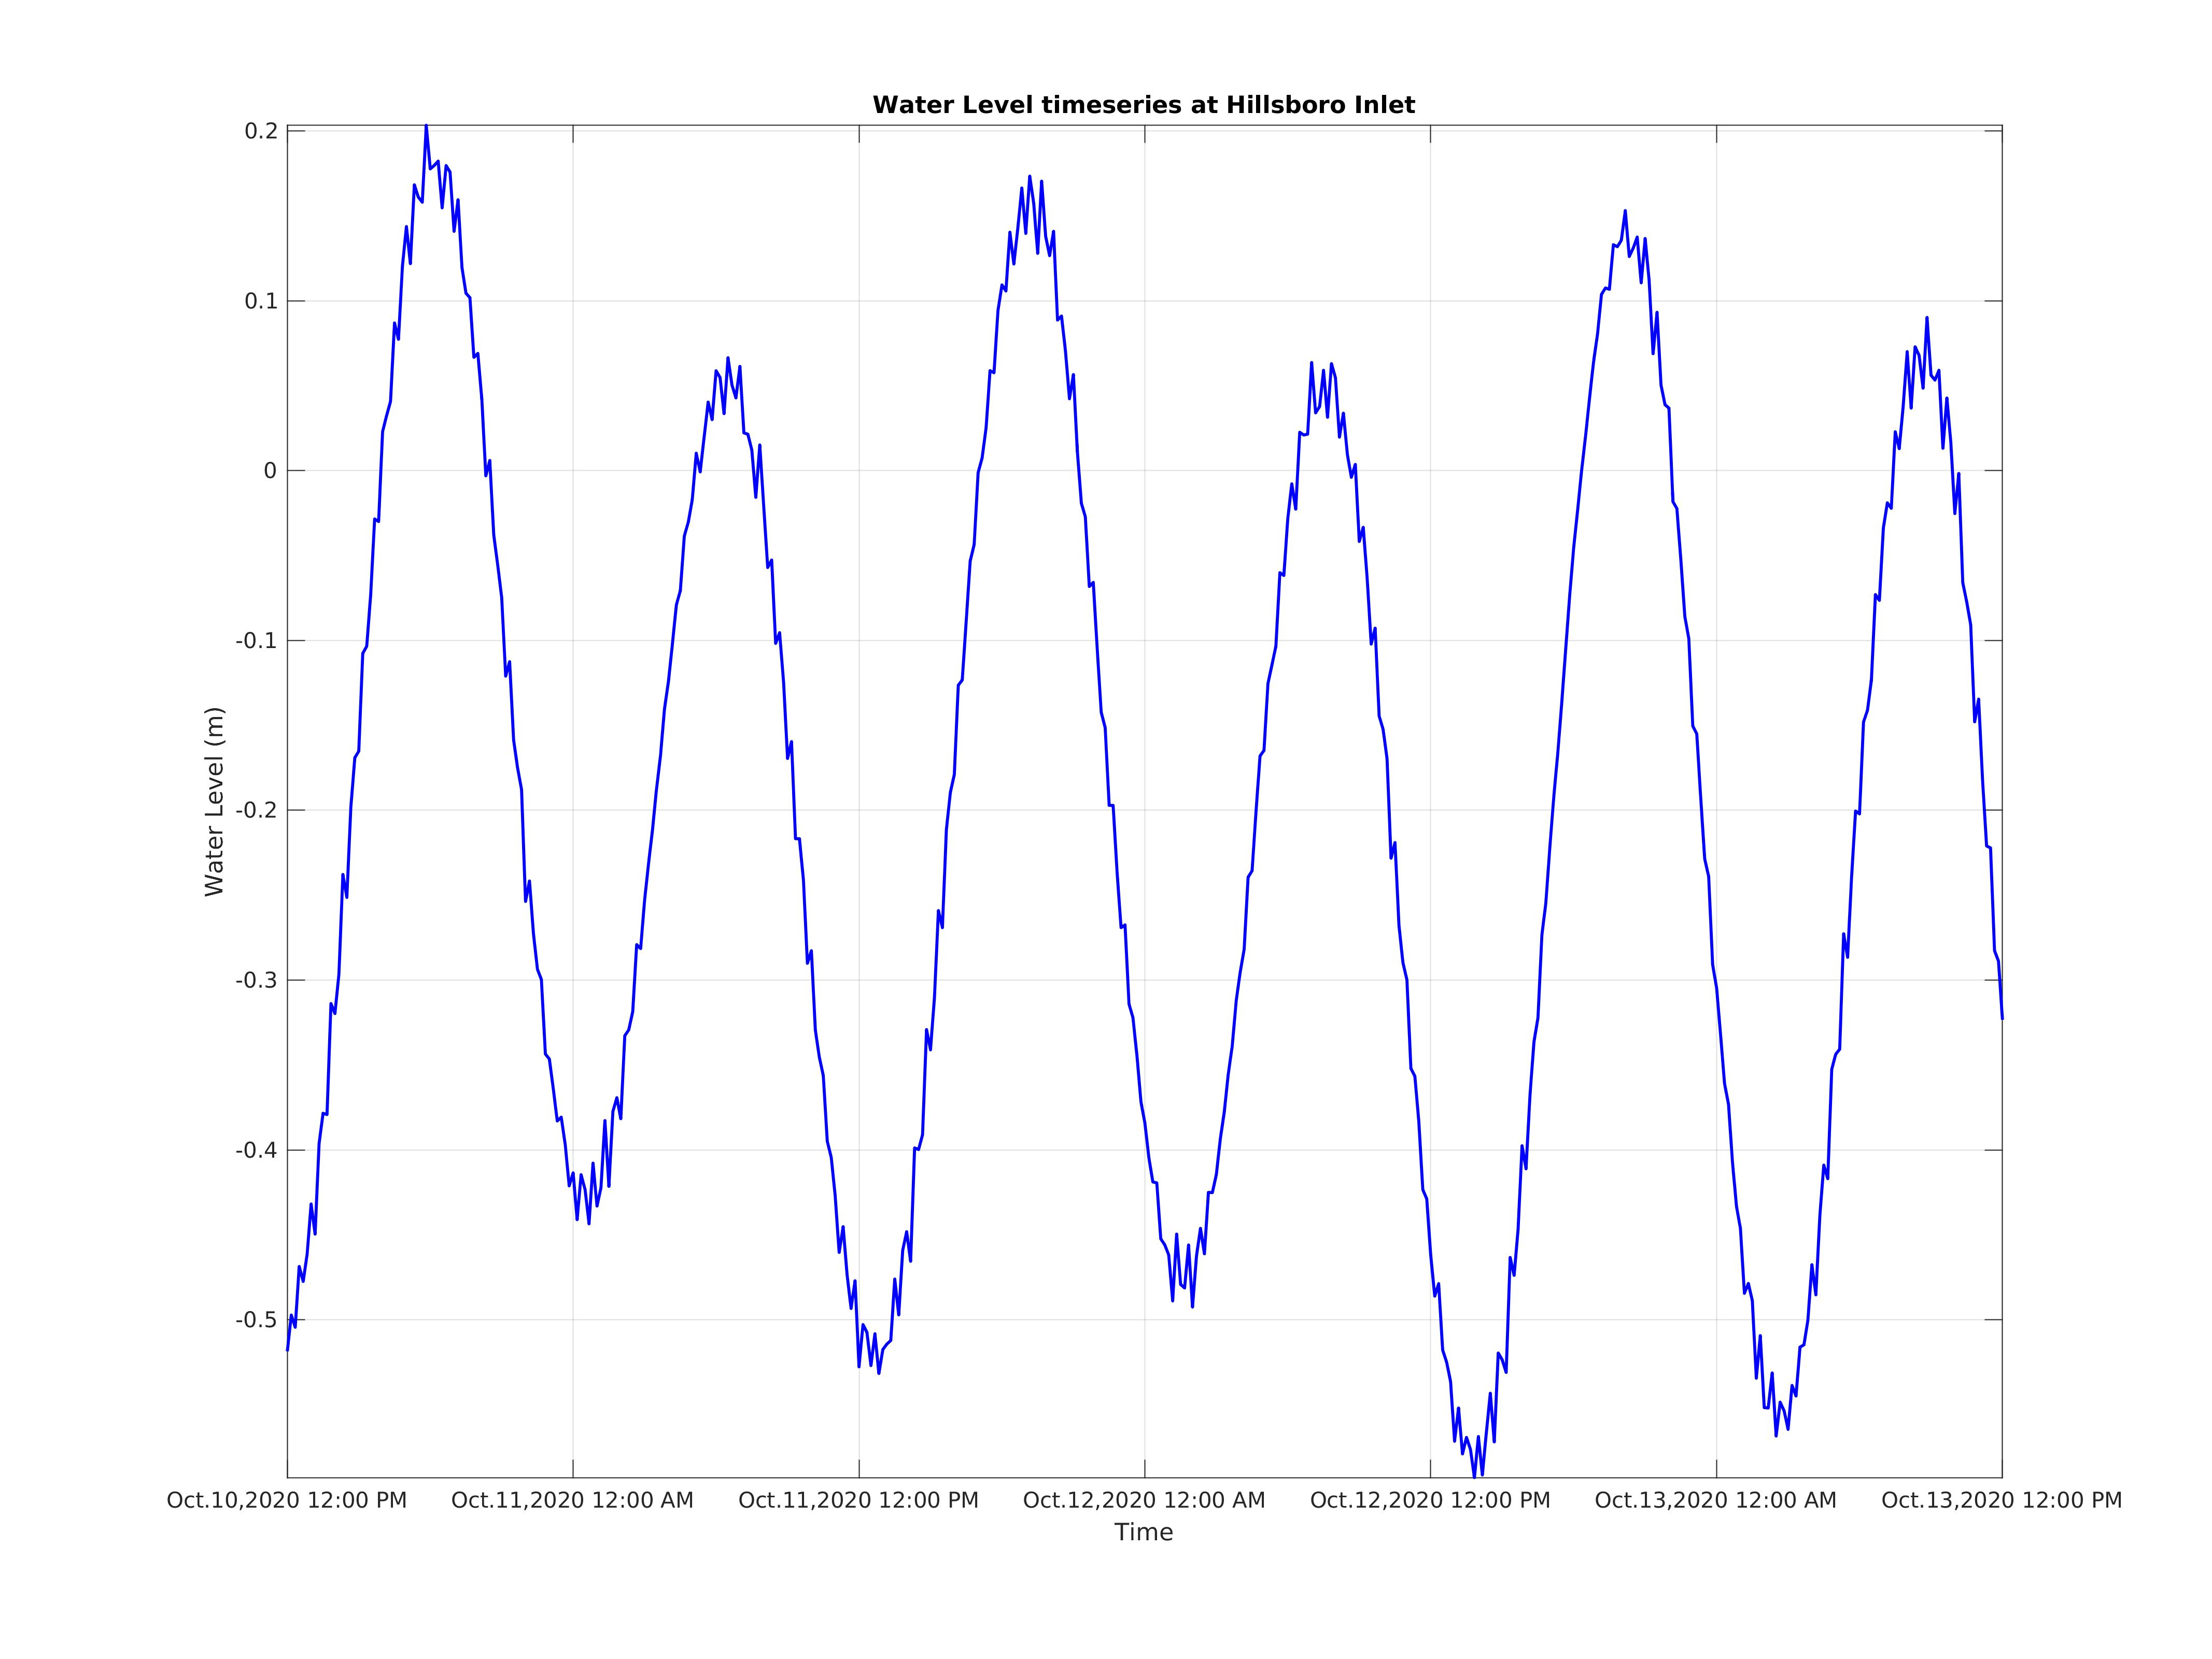 Water Level timeseries at Hillsboro Inlet
0.2
0.1
0
-0.1
-0.2
-0.3
-0.4
-0.5
Water Level (m)
Oct.10,2020 12:00 PM Oct.11,2020 12:00 AM Oct.11,2020 12:00 PM Oct.12,2020 12:00 AM Oct.12,2020 12:00 PM Oct.13,2020 12:00 AM Oct.13,2020 12:00 PM
Time